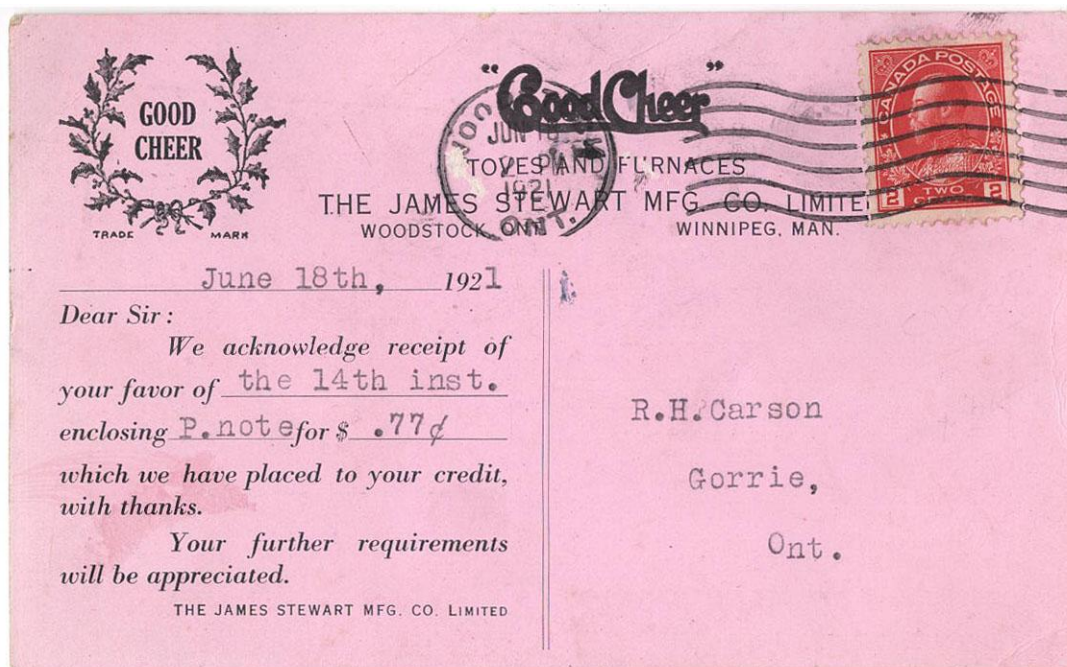 GOOD
CHEER
TRADE MARK
"Good Cheer"
TOVES AND FURNACES
THE JAMES STEWART MFG. CO. LIMITE
WOODSTOCK, ONT. WINNIPEG, MAN.
JUN 18
1921
ONT.
CANADA POSTAGE
2 TWO 2
June 18th, 1921
Dear Sir:
We acknowledge receipt of
your favor of the 14th inst.
enclosing P.note for $ .77¢
which we have placed to your credit,
with thanks.
Your further requirements
will be appreciated.
THE JAMES STEWART MFG. CO. LIMITED
R.H.Carson
Gorrie,
Ont.